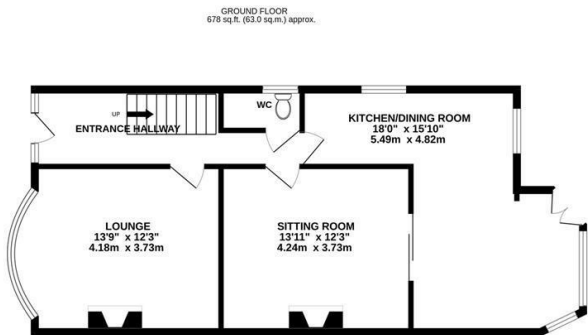 GROUND FLOOR
678 sq.ft. (63.0 sq.m.) approx.
UP
ENTRANCE HALLWAY
WC
KITCHEN/DINING ROOM
18'0" x 15'10"
5.49m x 4.82m
LOUNGE
13'9" x 12'3"
4.18m x 3.73m
SITTING ROOM
13'11" x 12'3"
4.24m x 3.73m